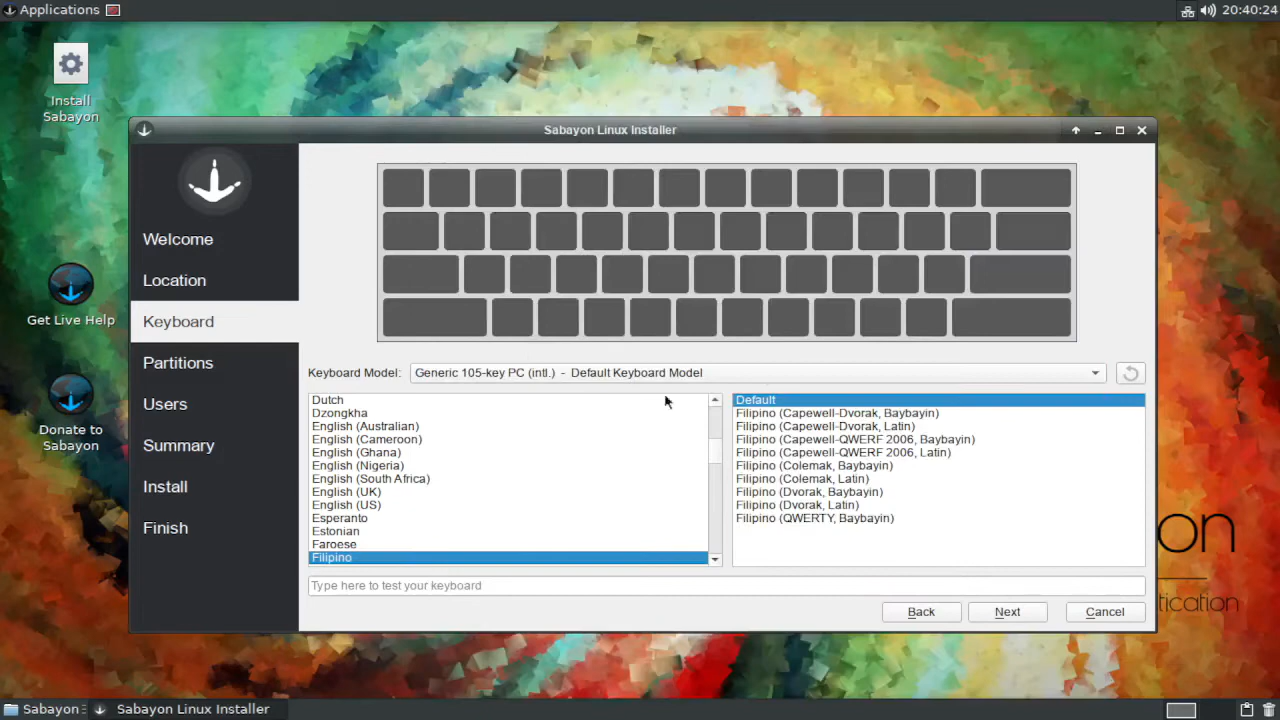 Applications
20:40:24
Install
Sabayon
Get Live Help
Donate to
Sabayon
Sabayon Linux Installer
Welcome
Location
Keyboard
Partitions
Users
Summary
Install
Finish
Keyboard Model: Generic 105-key PC (intl.) - Default Keyboard Model
Dutch
Dzongkha
English (Australian)
English (Cameroon)
English (Ghana)
English (Nigeria)
English (South Africa)
English (UK)
English (US)
Esperanto
Estonian
Faroese
Filipino
Default
Filipino (Capewell-Dvorak, Baybayin)
Filipino (Capewell-Dvorak, Latin)
Filipino (Capewell-QWERF 2006, Baybayin)
Filipino (Capewell-QWERF 2006, Latin)
Filipino (Colemak, Baybayin)
Filipino (Colemak, Latin)
Filipino (Dvorak, Baybayin)
Filipino (Dvorak, Latin)
Filipino (QWERTY, Baybayin)
Type here to test your keyboard
Back
Next
Cancel
on
tication
Sabayon
Sabayon Linux Installer